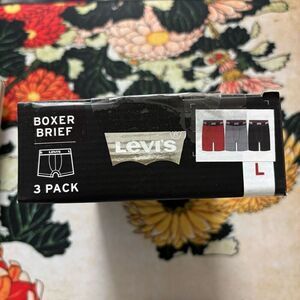 BOXER
BRIEF
Levi's
3 PACK
L